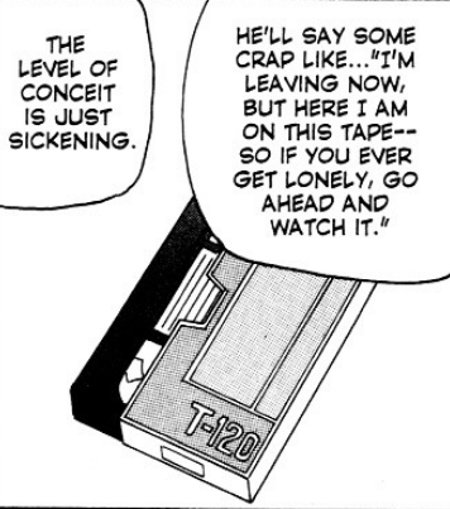 HE'LL SAY SOME
CRAP LIKE..."I'M
LEAVING NOW,
BUT HERE I AM
ON THIS TAPE--
SO IF YOU EVER
GET LONELY, GO
AHEAD AND
WATCH IT."
THE
LEVEL OF
CONCEIT
IS JUST
SICKENING.
T-120